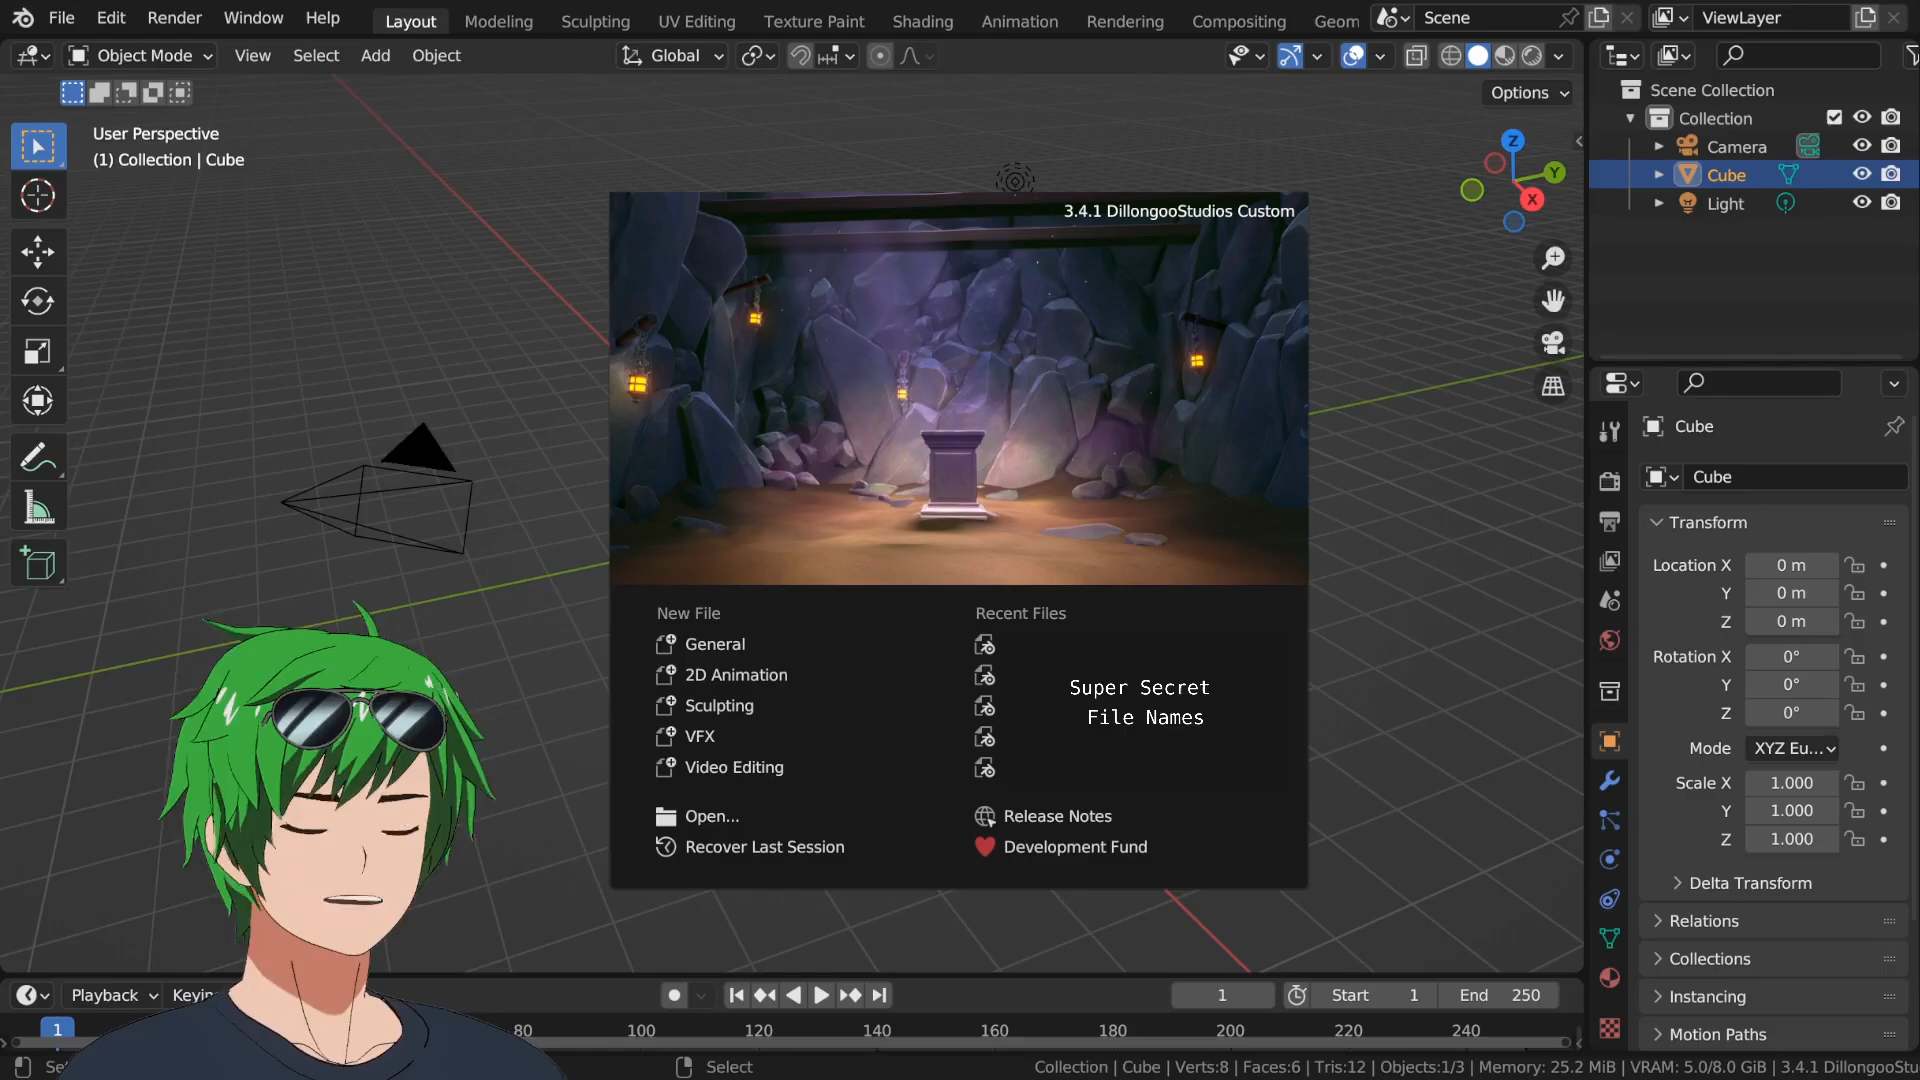 File Edit Render Window Help Layout Modeling Sculpting UV Editing Texture Paint Shading Animation Rendering Compositing Geom Scene ViewLayer
Object Mode View Select Add Object Global
Options
User Perspective
(1) Collection | Cube
Z
Y
X
Scene Collection
Collection
Camera
Cube
Light
3.4.1 DillongooStudios Custom
New File
General
2D Animation
Sculpting
VFX
Video Editing
Open...
Recover Last Session
Recent Files
Super Secret
File Names
Release Notes
Development Fund
Cube
Cube
Transform
Location X 0 m
Y 0 m
Z 0 m
Rotation X 0°
Y 0°
Z 0°
Mode XYZ Eu...
Scale X 1.000
Y 1.000
Z 1.000
Delta Transform
Relations
Collections
Instancing
Motion Paths
Playback Keying 1 Start 1 End 250
1 80 100 120 140 160 180 200 220 240
Select
Collection | Cube | Verts:8 | Faces:6 | Tris:12 | Objects:1/3 | Memory: 25.2 MiB | VRAM: 5.0/8.0 GiB | 3.4.1 DillongooStu